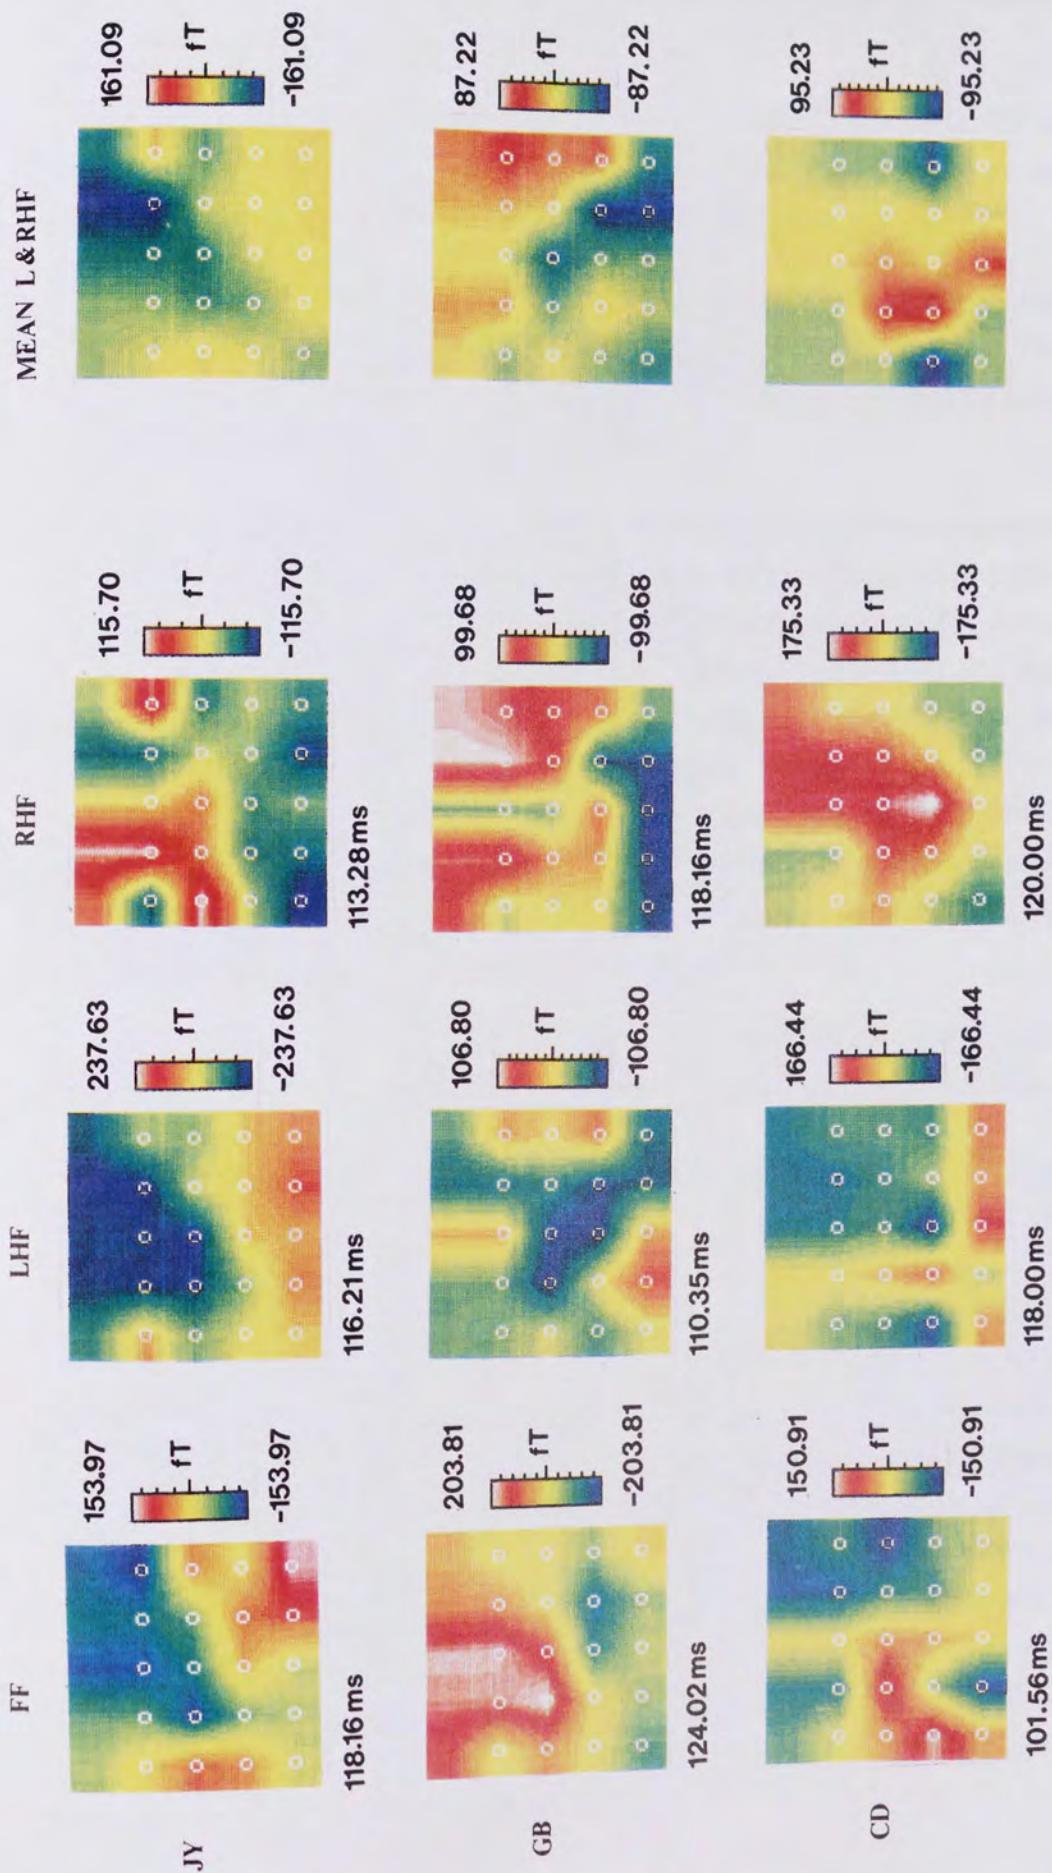 FF LHF RHF MEAN L&RHF
JY
153.97
fT
-153.97
118.16ms
237.63
fT
-237.63
116.21ms
115.70
fT
-115.70
113.28ms
161.09
fT
-161.09
GB
203.81
fT
-203.81
124.02ms
106.80
fT
-106.80
110.35ms
99.68
fT
-99.68
118.16ms
87.22
fT
-87.22
CD
150.91
fT
-150.91
101.56ms
166.44
fT
-166.44
118.00ms
175.33
fT
-175.33
120.00ms
95.23
fT
-95.23